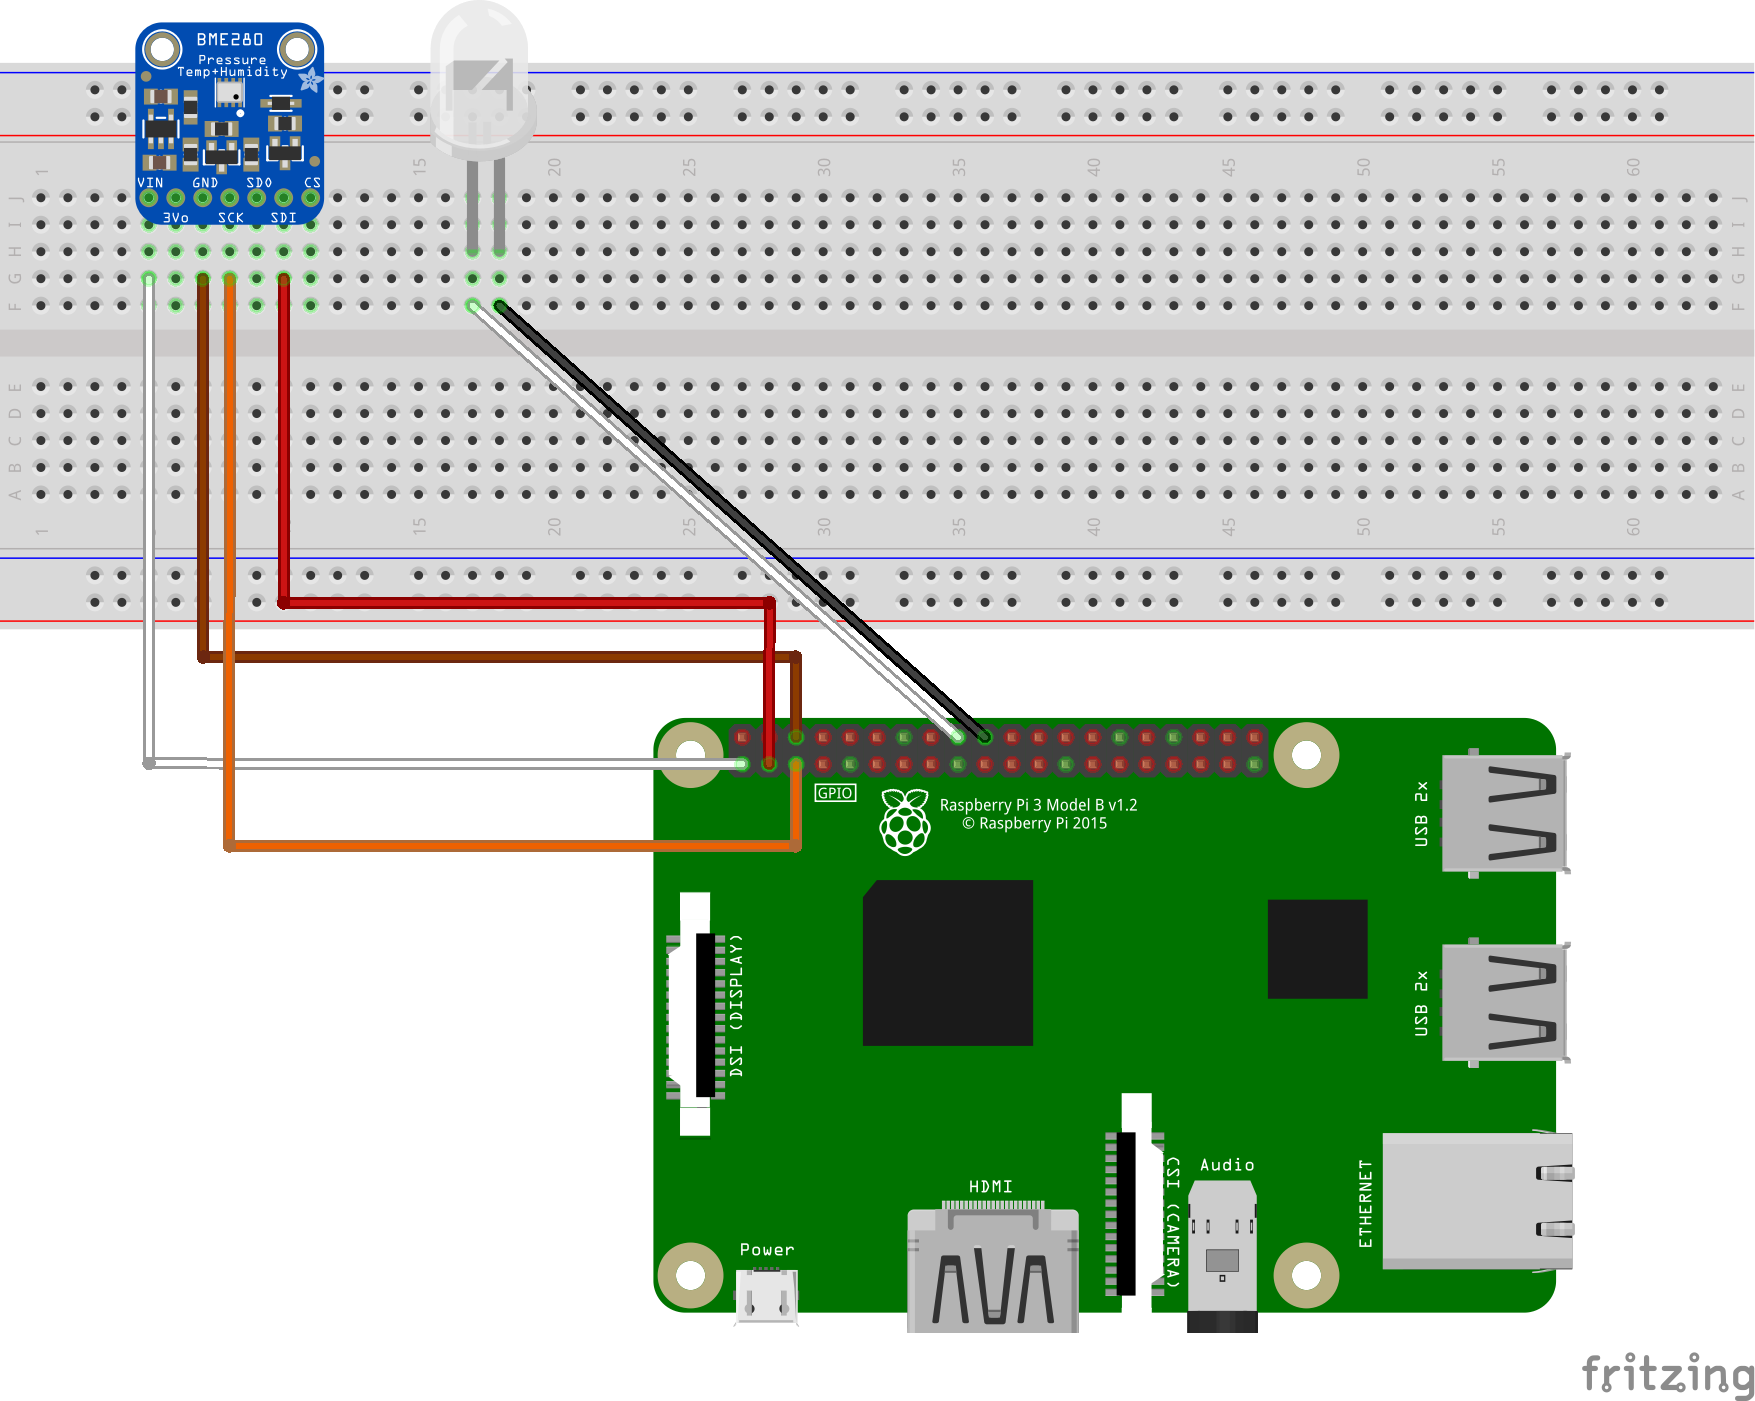 BME280
Pressure
Temp+Humidity
VIN GND SDO CS
3Vo SCK SDI
1 15 20 25 30 35 40 45 50 55 60
J J
I I
H H
G G
F F
E E
D D
C C
B B
A A
1 15 20 25 30 35 40 45 50 55 60
GPIO
Raspberry Pi 3 Model B v1.2
© Raspberry Pi 2015
USB 2x
USB 2x
DSI (DISPLAY)
CSI (CAMERA)
Audio
ETHERNET
HDMI
Power
fritzing